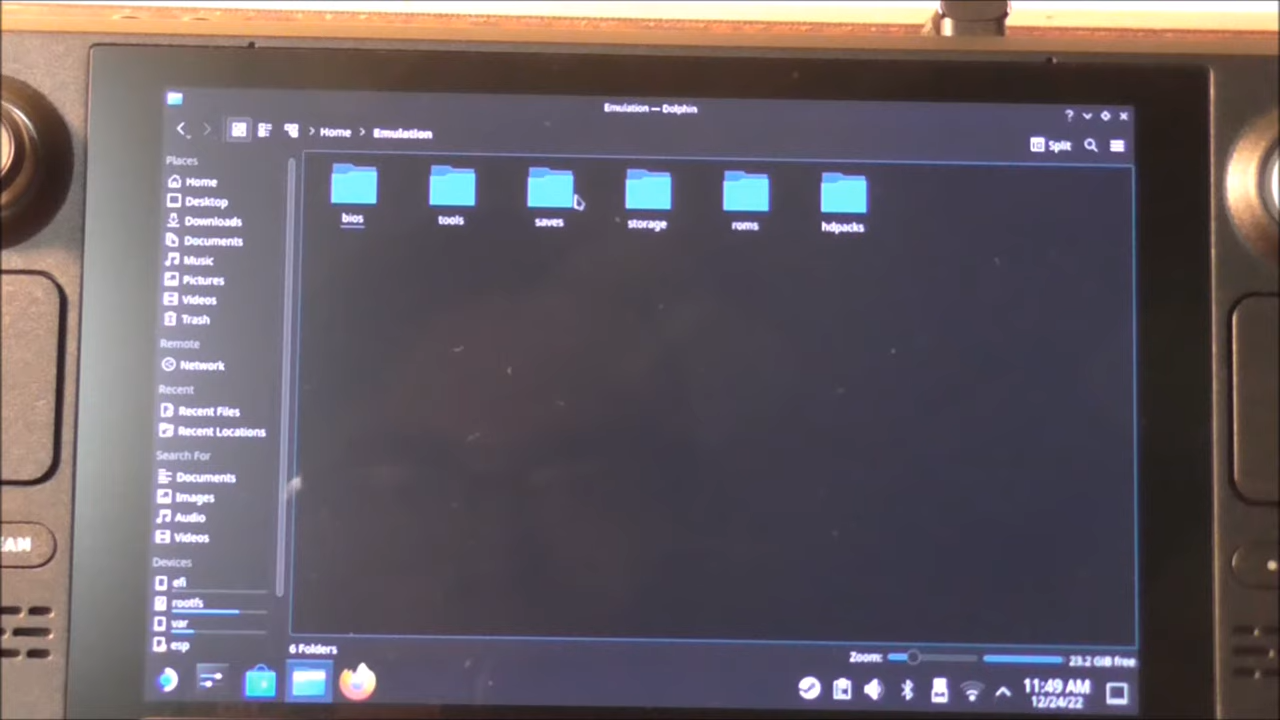 Emulation — Dolphin
Home > Emulation
Split
Places
Home
Desktop
Downloads
Documents
Music
Pictures
Videos
Trash
Remote
Network
Recent
Recent Files
Recent Locations
Search For
Documents
Images
Audio
Videos
Devices
efi
rootfs
var
esp
bios
tools
saves
storage
roms
hdpacks
6 Folders
Zoom:
23.2 GiB free
11:49 AM
12/24/22